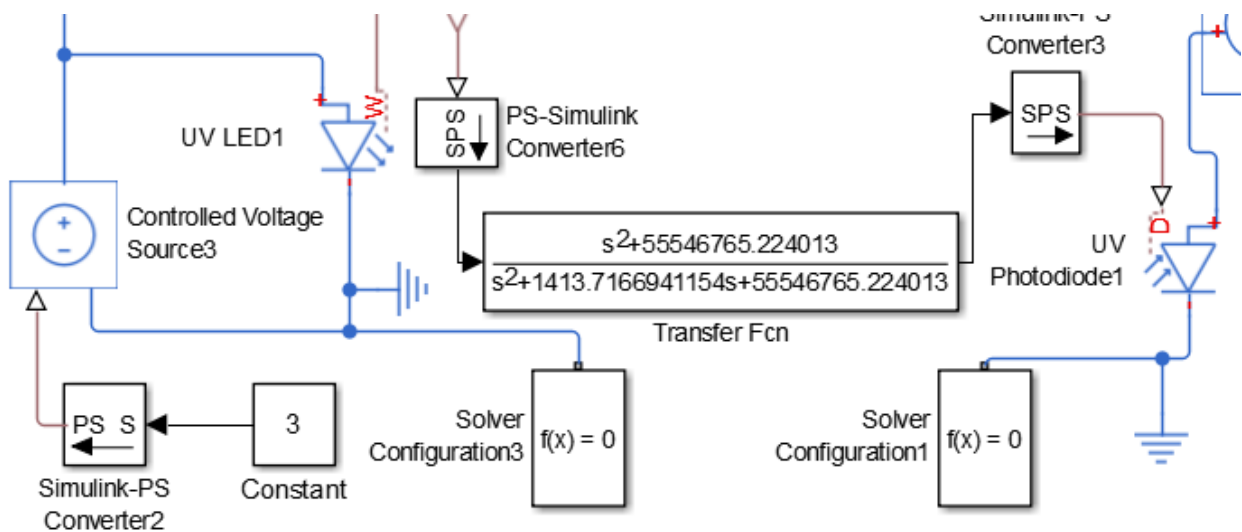 Simulink-PS
Converter3
+
+
W
UV LED1
SPS
PS-Simulink
Converter6
SPS
+
−
Controlled Voltage
Source3
s2+55546765.224013
s2+1413.7166941154s+55546765.224013
Transfer Fcn
D
+
UV
Photodiode1
PS S
Simulink-PS
Converter2
3
Constant
Solver
Configuration3
f(x) = 0
Solver
Configuration1
f(x) = 0